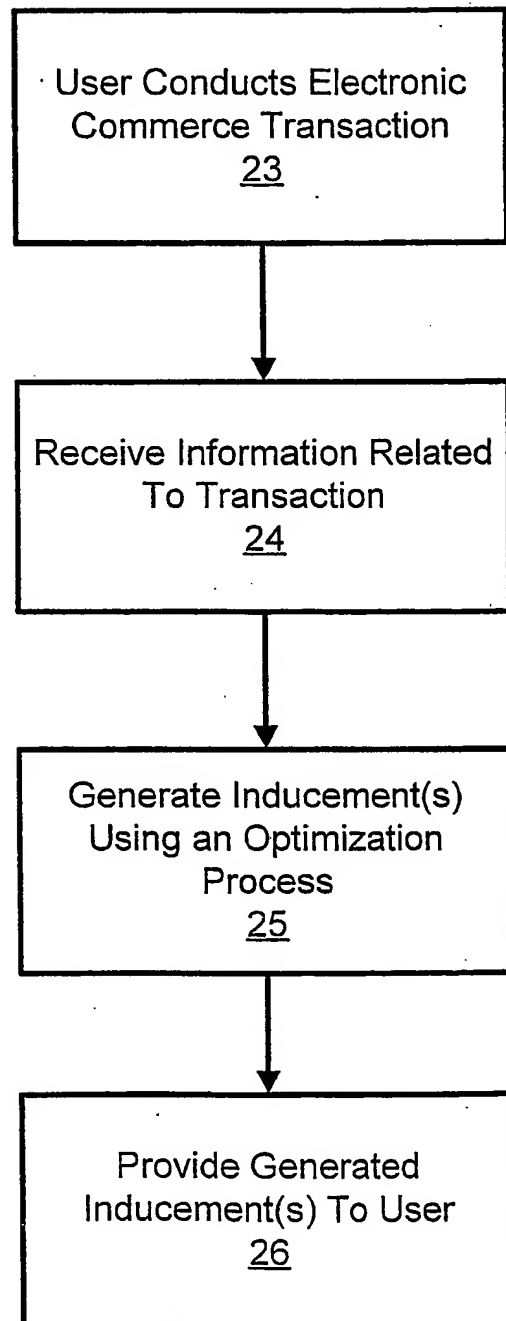 User Conducts Electronic
Commerce Transaction
23
Receive Information Related
To Transaction
24
Generate Inducement(s)
Using an Optimization
Process
25
Provide Generated
Inducement(s) To User
26